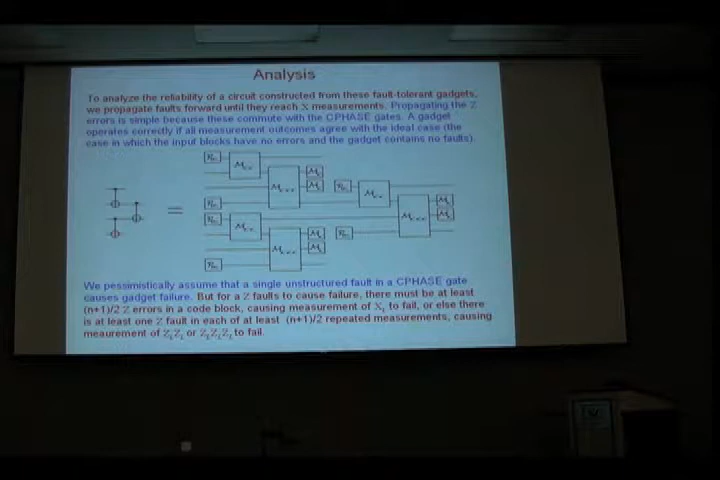 Analysis
To analyze the reliability of a circuit constructed from these fault-tolerant gadgets,
we propagate faults forward until they reach X measurements. Propagating the Z
errors is simple because these commute with the CPHASE gates. A gadget
operates correctly if all measurement outcomes agree with the ideal case (the
case in which the input blocks have no errors and the gadget contains no faults).
=
We pessimistically assume that a single unstructured fault in a CPHASE gate
causes gadget failure. But for a Z faults to cause failure, there must be at least
(n+1)/2 Z errors in a code block, causing measurement of X_L to fail, or else there
is at least one Z fault in each of at least (n+1)/2 repeated measurements, causing
meaurement of Z_LZ_L or Z_LZ_LZ_L to fail.